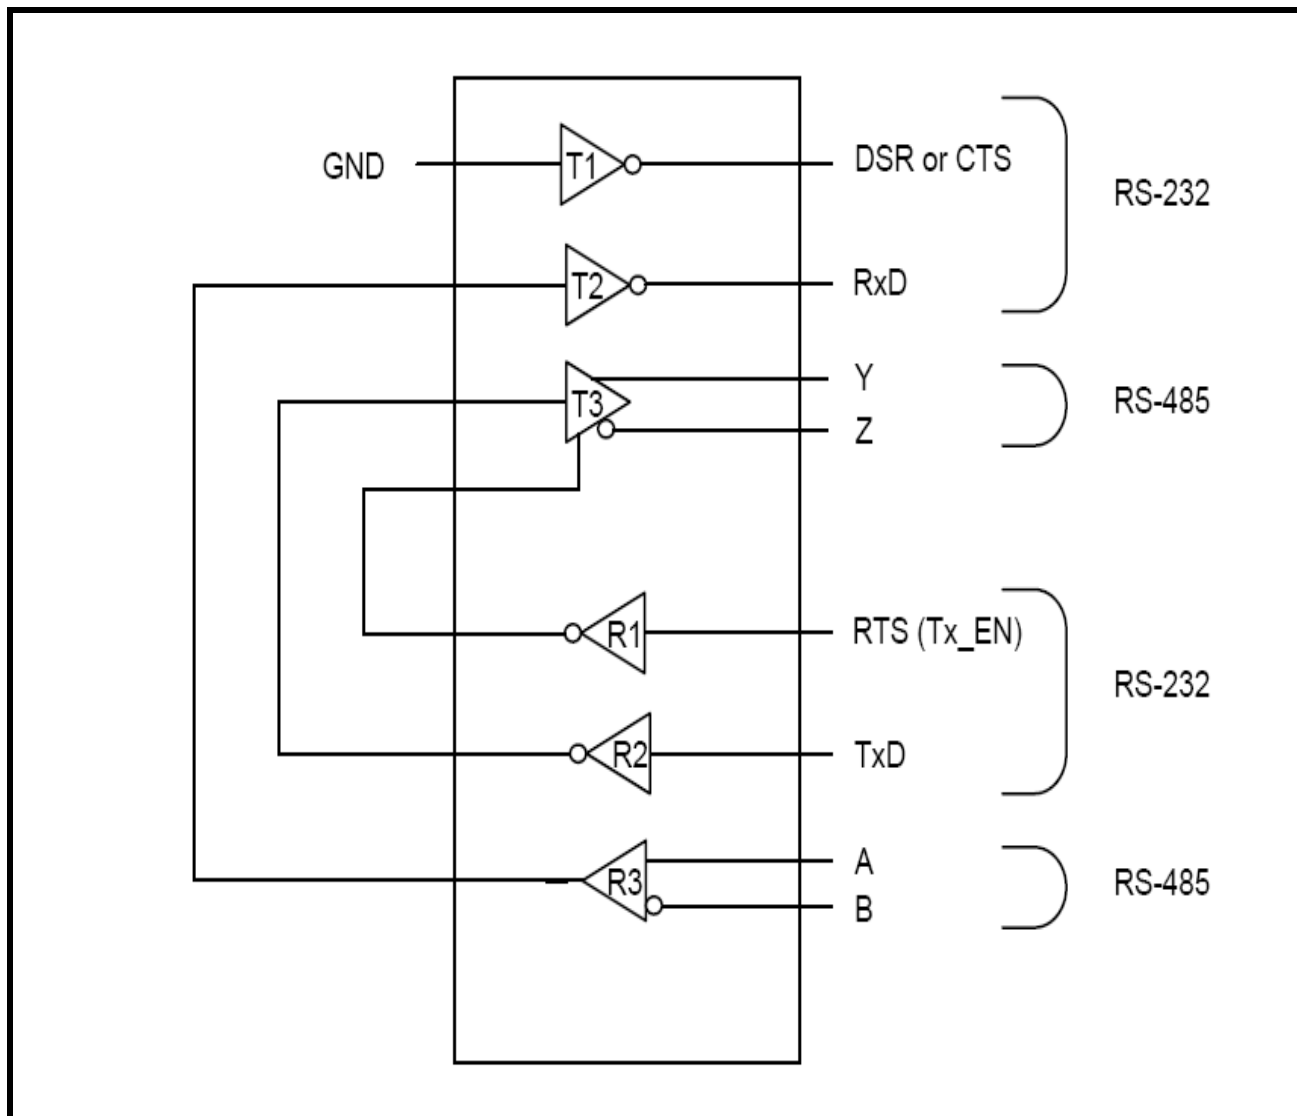 GND
T1
DSR or CTS
RS-232
T2
RxD
T3
Y
Z
RS-485
R1
RTS (Tx_EN)
RS-232
R2
TxD
R3
A
B
RS-485